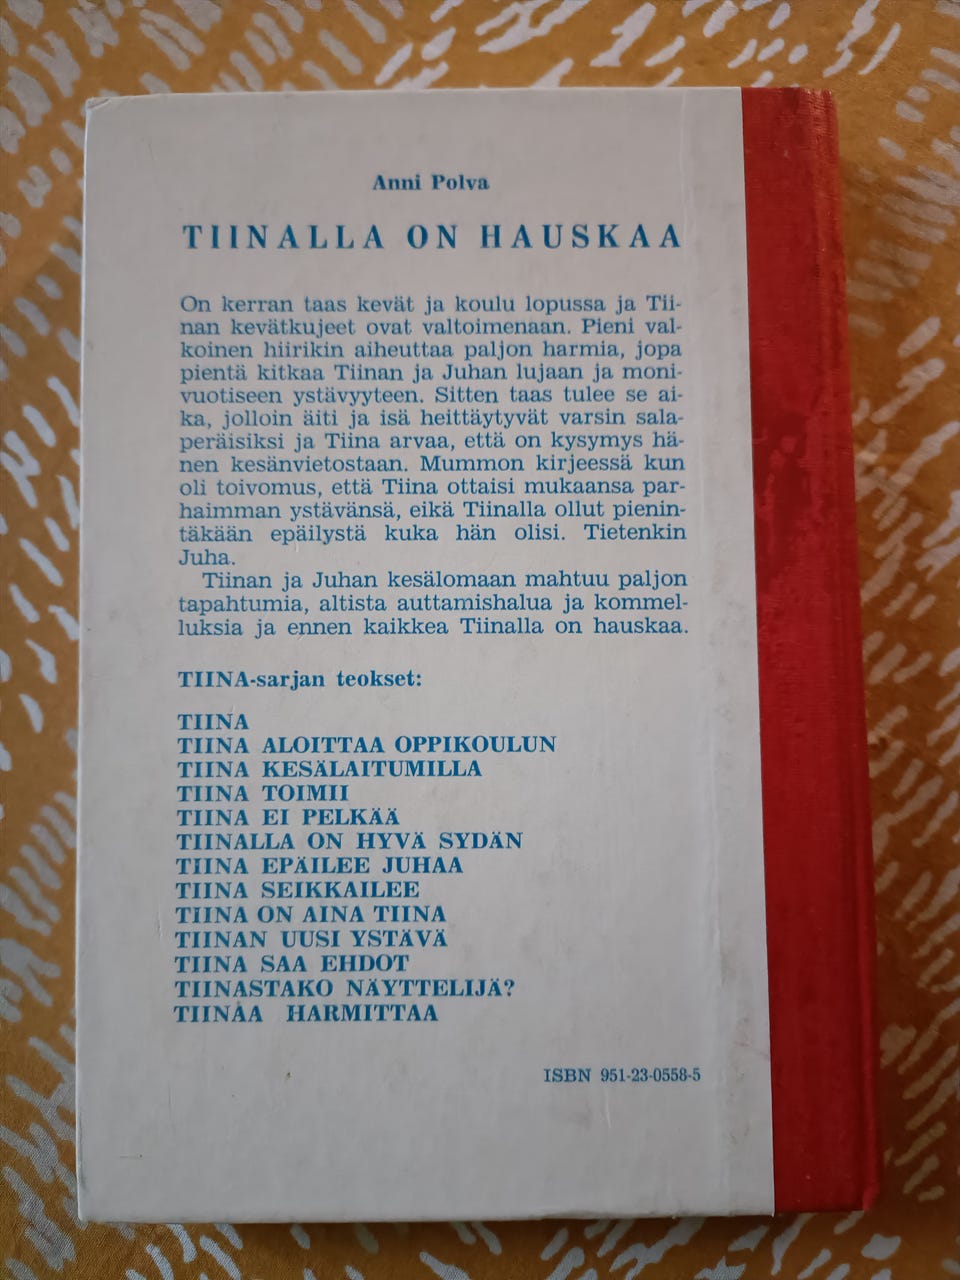 Anni Polva
TIINALLA ON HAUSKAA
On kerran taas kevät ja koulu lopussa ja Tii-
nan kevätkujeet ovat valtoimenaan. Pieni val-
koinen hiirikin aiheuttaa paljon harmia, jopa
pientä kitkaa Tiinan ja Juhan lujaan ja moni-
vuotiseen ystävyyteen. Sitten taas tulee se ai-
ka, jolloin äiti ja isä heittäytyvät varsin sala-
peräisiksi ja Tiina arvaa, että on kysymys hä-
nen kesänvietostaan. Mummon kirjeessä kun
oli toivomus, että Tiina ottaisi mukaansa par-
haimman ystävänsä, eikä Tiinalla ollut pienin-
täkään epäilystä kuka hän olisi. Tietenkin
Juha.
Tiinan ja Juhan kesälomaan mahtuu paljon
tapahtumia, altista auttamishalua ja kommel-
luksia ja ennen kaikkea Tiinalla on hauskaa.
TIINA-sarjan teokset:
TIINA
TIINA ALOITTAA OPPIKOULUN
TIINA KESÄLAITUMILLA
TIINA TOIMII
TIINA EI PELKÄÄ
TIINALLA ON HYVÄ SYDÄN
TIINA EPÄILEE JUHAA
TIINA SEIKKAILEE
TIINA ON AINA TIINA
TIINAN UUSI YSTÄVÄ
TIINA SAA EHDOT
TIINASTAKO NÄYTTELIJÄ?
TIINAA HARMITTAA
ISBN 951-23-0558-5